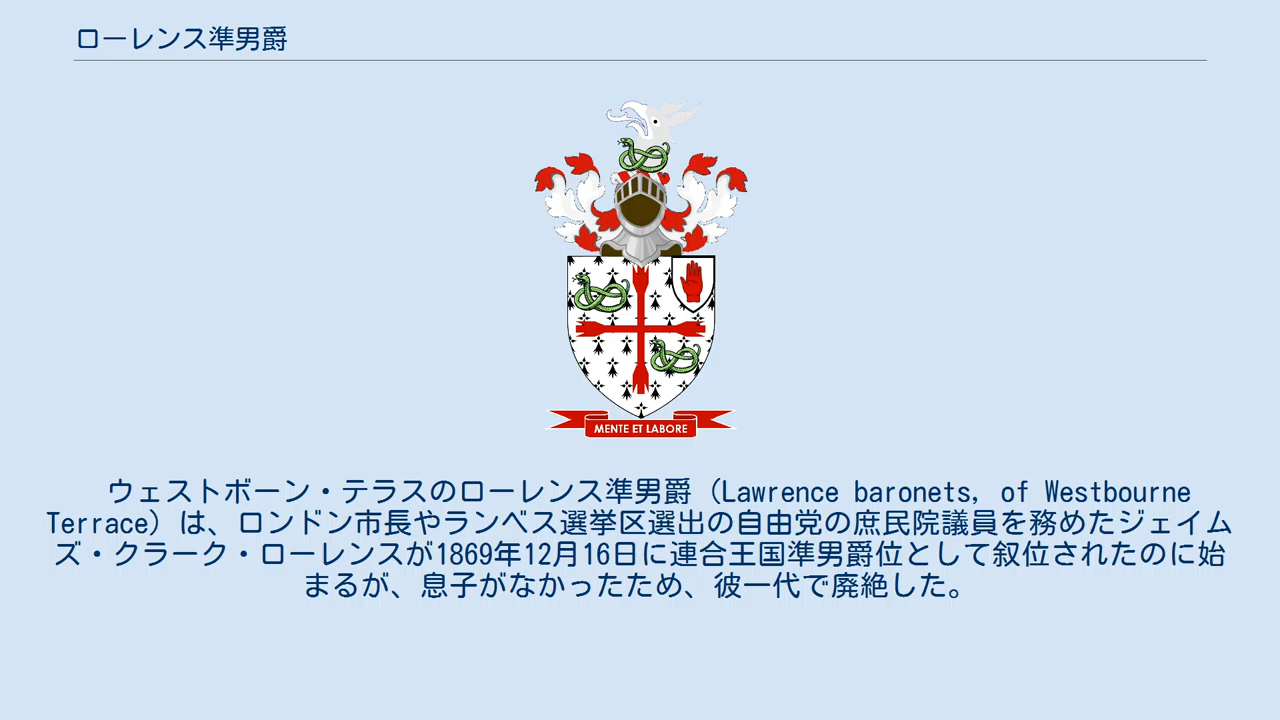 ローレンス準男爵
MENTE ET LABORE
ウェストボーン・テラスのローレンス準男爵 (Lawrence baronets, of Westbourne
Terrace) は、ロンドン市長やランベス選挙区選出の自由党の庶民院議員を務めたジェイム
ズ・クラーク・ローレンスが1869年12月16日に連合王国準男爵位として叙位されたのに始
まるが、息子がなかったため、彼一代で廃絶した。